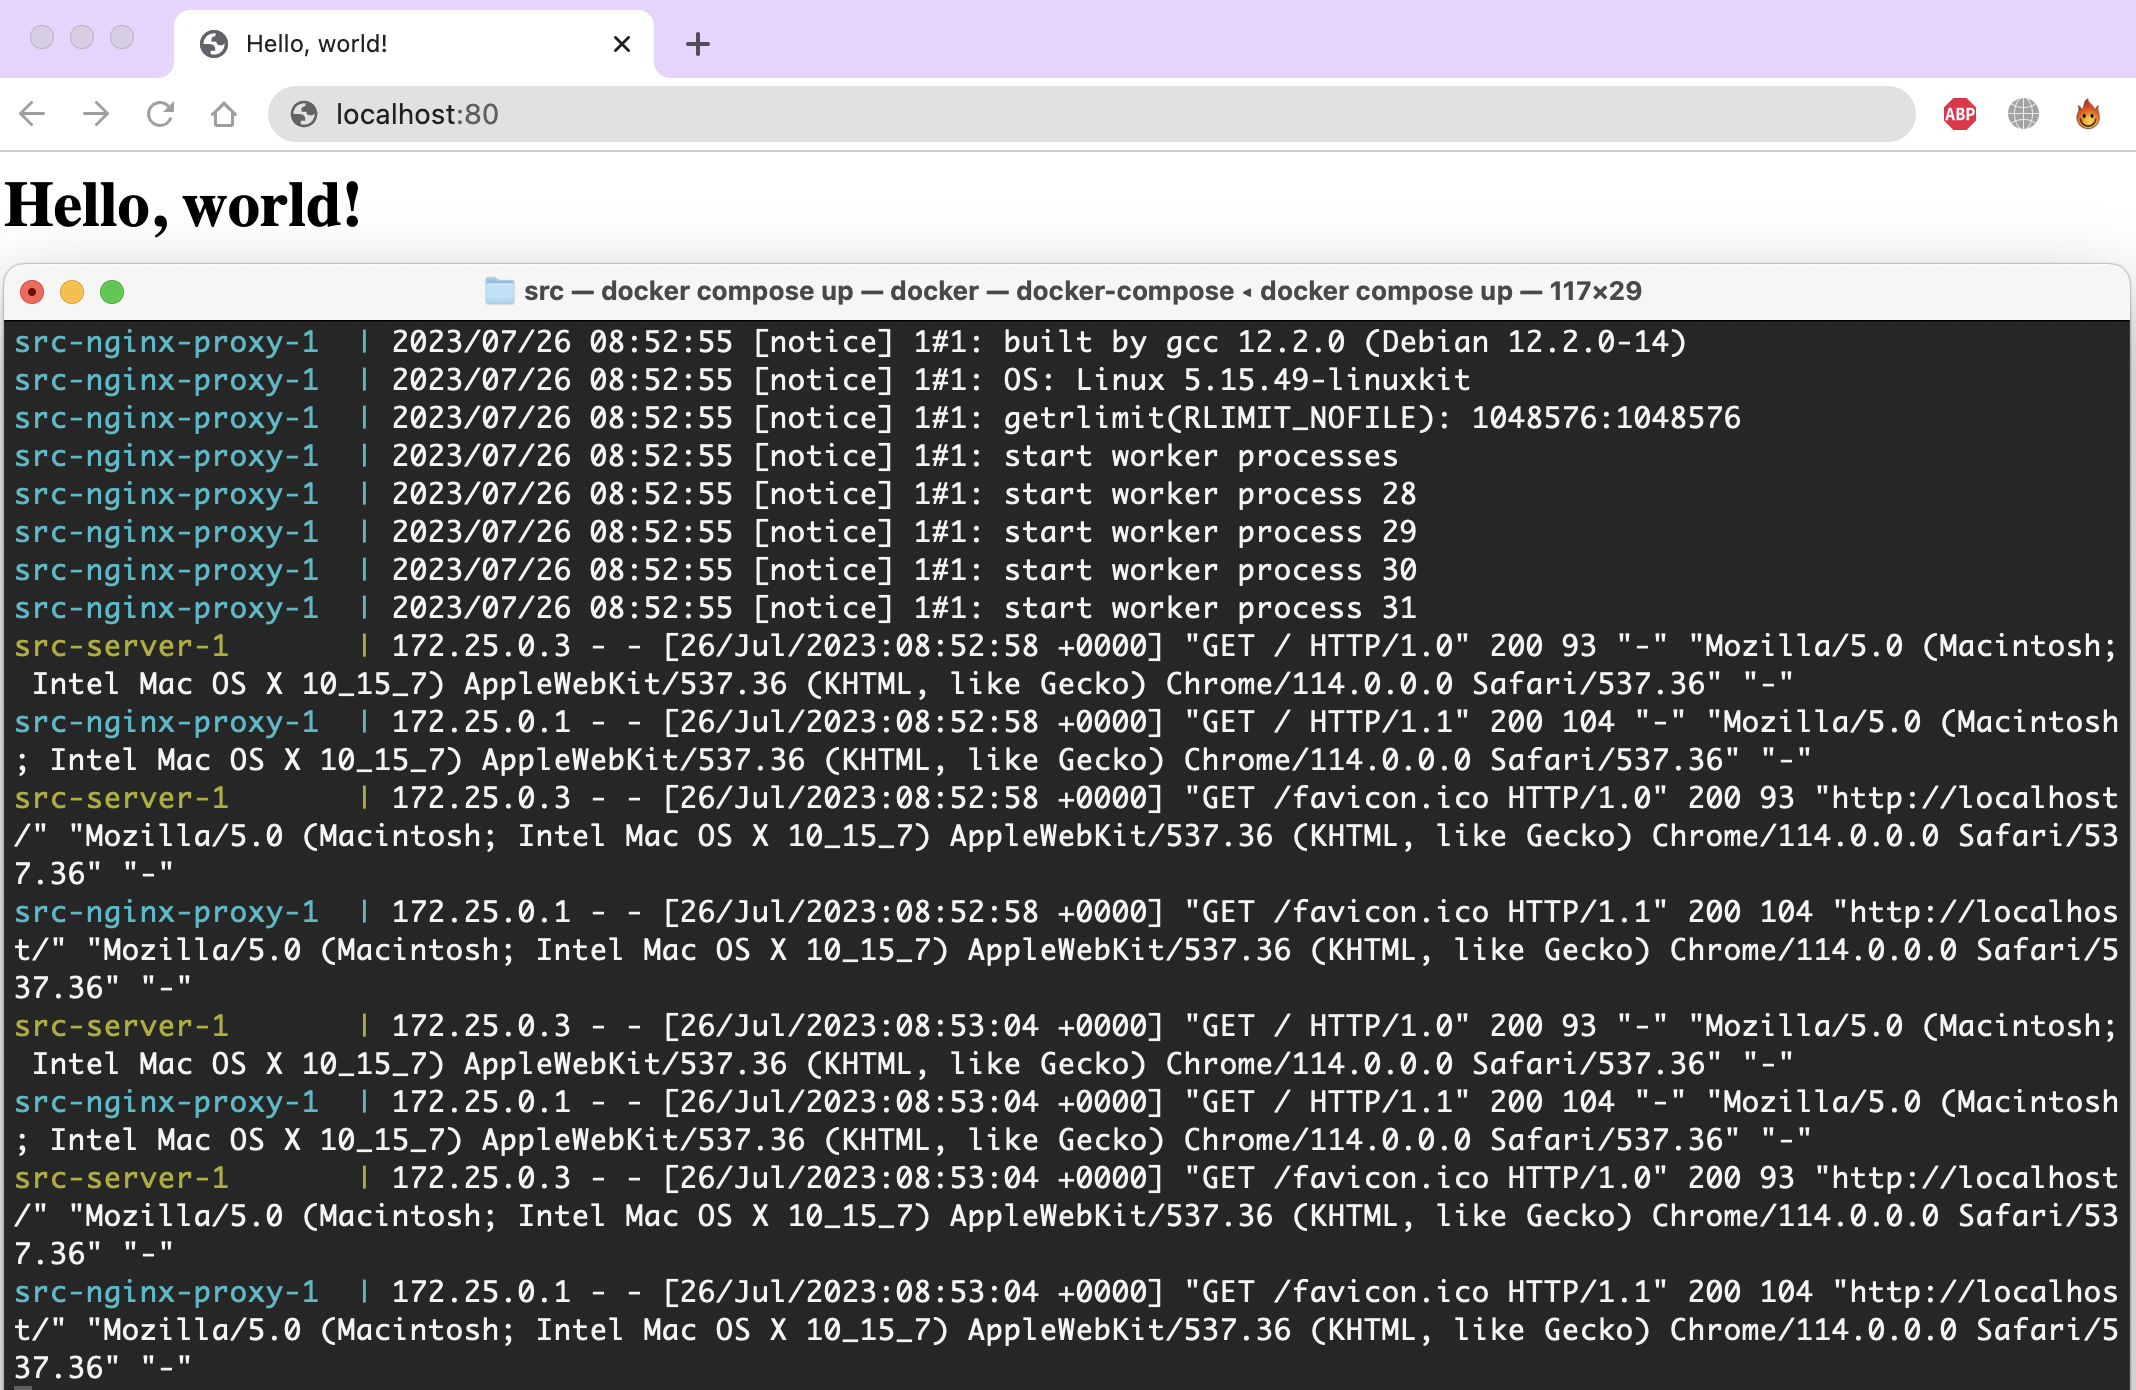 Hello, world!
localhost:80
ABP
Hello, world!
src — docker compose up — docker — docker-compose ◂ docker compose up — 117×29
src-nginx-proxy-1  | 2023/07/26 08:52:55 [notice] 1#1: built by gcc 12.2.0 (Debian 12.2.0-14)
src-nginx-proxy-1  | 2023/07/26 08:52:55 [notice] 1#1: OS: Linux 5.15.49-linuxkit
src-nginx-proxy-1  | 2023/07/26 08:52:55 [notice] 1#1: getrlimit(RLIMIT_NOFILE): 1048576:1048576
src-nginx-proxy-1  | 2023/07/26 08:52:55 [notice] 1#1: start worker processes
src-nginx-proxy-1  | 2023/07/26 08:52:55 [notice] 1#1: start worker process 28
src-nginx-proxy-1  | 2023/07/26 08:52:55 [notice] 1#1: start worker process 29
src-nginx-proxy-1  | 2023/07/26 08:52:55 [notice] 1#1: start worker process 30
src-nginx-proxy-1  | 2023/07/26 08:52:55 [notice] 1#1: start worker process 31
src-server-1       | 172.25.0.3 - - [26/Jul/2023:08:52:58 +0000] "GET / HTTP/1.0" 200 93 "-" "Mozilla/5.0 (Macintosh;
 Intel Mac OS X 10_15_7) AppleWebKit/537.36 (KHTML, like Gecko) Chrome/114.0.0.0 Safari/537.36" "-"
src-nginx-proxy-1  | 172.25.0.1 - - [26/Jul/2023:08:52:58 +0000] "GET / HTTP/1.1" 200 104 "-" "Mozilla/5.0 (Macintosh
; Intel Mac OS X 10_15_7) AppleWebKit/537.36 (KHTML, like Gecko) Chrome/114.0.0.0 Safari/537.36" "-"
src-server-1       | 172.25.0.3 - - [26/Jul/2023:08:52:58 +0000] "GET /favicon.ico HTTP/1.0" 200 93 "http://localhost
/" "Mozilla/5.0 (Macintosh; Intel Mac OS X 10_15_7) AppleWebKit/537.36 (KHTML, like Gecko) Chrome/114.0.0.0 Safari/53
7.36" "-"
src-nginx-proxy-1  | 172.25.0.1 - - [26/Jul/2023:08:52:58 +0000] "GET /favicon.ico HTTP/1.1" 200 104 "http://localhos
t/" "Mozilla/5.0 (Macintosh; Intel Mac OS X 10_15_7) AppleWebKit/537.36 (KHTML, like Gecko) Chrome/114.0.0.0 Safari/5
37.36" "-"
src-server-1       | 172.25.0.3 - - [26/Jul/2023:08:53:04 +0000] "GET / HTTP/1.0" 200 93 "-" "Mozilla/5.0 (Macintosh;
 Intel Mac OS X 10_15_7) AppleWebKit/537.36 (KHTML, like Gecko) Chrome/114.0.0.0 Safari/537.36" "-"
src-nginx-proxy-1  | 172.25.0.1 - - [26/Jul/2023:08:53:04 +0000] "GET / HTTP/1.1" 200 104 "-" "Mozilla/5.0 (Macintosh
; Intel Mac OS X 10_15_7) AppleWebKit/537.36 (KHTML, like Gecko) Chrome/114.0.0.0 Safari/537.36" "-"
src-server-1       | 172.25.0.3 - - [26/Jul/2023:08:53:04 +0000] "GET /favicon.ico HTTP/1.0" 200 93 "http://localhost
/" "Mozilla/5.0 (Macintosh; Intel Mac OS X 10_15_7) AppleWebKit/537.36 (KHTML, like Gecko) Chrome/114.0.0.0 Safari/53
7.36" "-"
src-nginx-proxy-1  | 172.25.0.1 - - [26/Jul/2023:08:53:04 +0000] "GET /favicon.ico HTTP/1.1" 200 104 "http://localhos
t/" "Mozilla/5.0 (Macintosh; Intel Mac OS X 10_15_7) AppleWebKit/537.36 (KHTML, like Gecko) Chrome/114.0.0.0 Safari/5
37.36" "-"